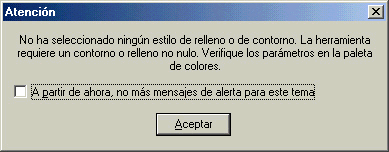 Atención
No ha seleccionado ningún estilo de relleno o de contorno. La herramienta
requiere un contorno o relleno no nulo. Verifique los parámetros en la paleta
de colores.
A partir de ahora, no más mensajes de alerta para este tema
Aceptar